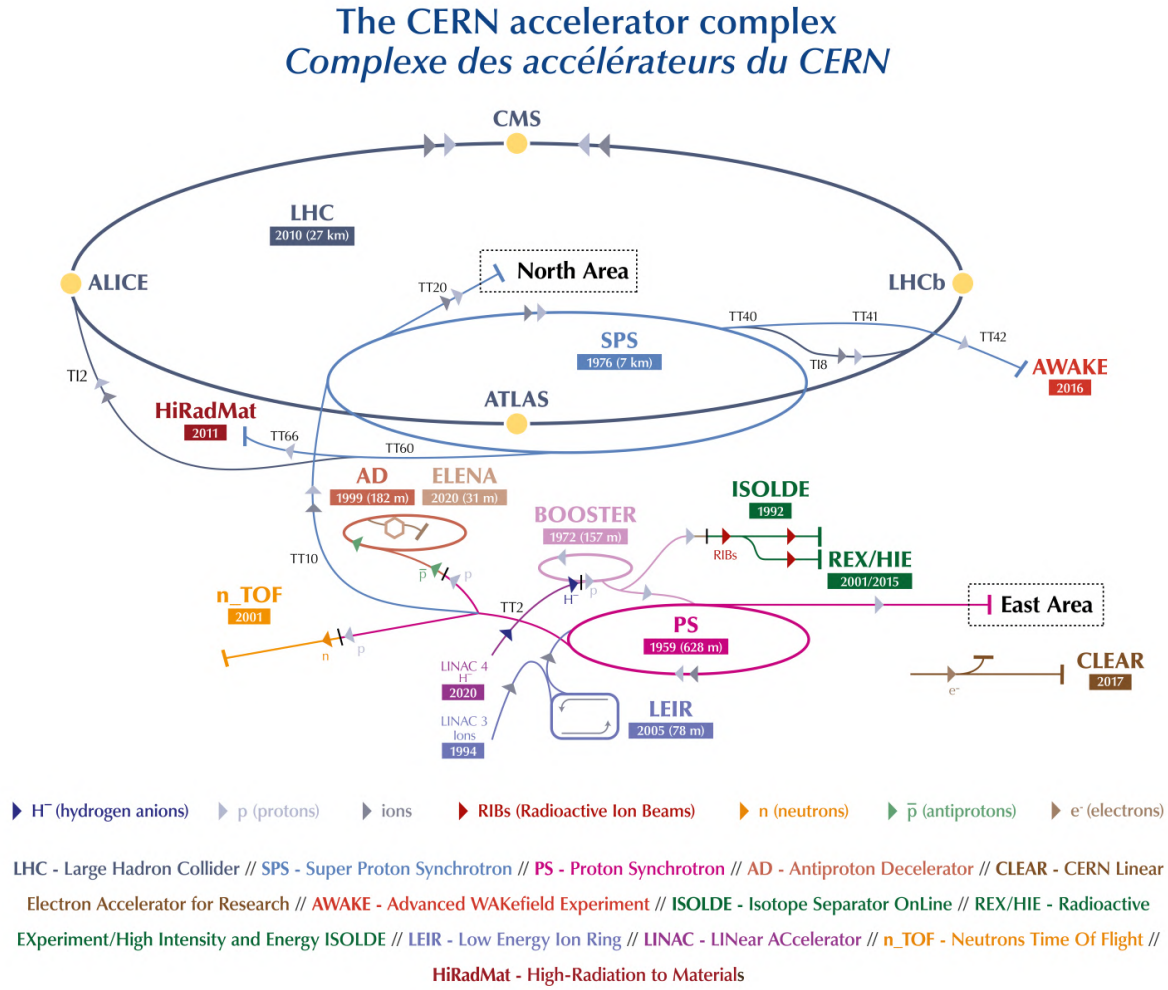 The CERN accelerator complex
Complexe des accélérateurs du CERN
CMS
LHC
2010 (27 km)
ALICE
LHCb
North Area
TT20
TT40
TT41
TT42
SPS
1976 (7 km)
TI8
TI2
AWAKE
2016
ATLAS
HiRadMat
2011
TT66
TT60
AD
1999 (182 m)
ELENA
2020 (31 m)
ISOLDE
1992
BOOSTER
1972 (157 m)
RIBs
REX/HIE
2001/2015
TT10
p̅
p
H⁻
p
TT2
n_TOF
2001
n
p
East Area
PS
1959 (628 m)
LINAC 4
H⁻
2020
CLEAR
2017
e⁻
LINAC 3
Ions
1994
LEIR
2005 (78 m)
H⁻ (hydrogen anions)
p (protons)
ions
RIBs (Radioactive Ion Beams)
n (neutrons)
p̅ (antiprotons)
e⁻ (electrons)
LHC - Large Hadron Collider // SPS - Super Proton Synchrotron // PS - Proton Synchrotron // AD - Antiproton Decelerator // CLEAR - CERN Linear
Electron Accelerator for Research // AWAKE - Advanced WAKefield Experiment // ISOLDE - Isotope Separator OnLine // REX/HIE - Radioactive
EXperiment/High Intensity and Energy ISOLDE // LEIR - Low Energy Ion Ring // LINAC - LINear ACcelerator // n_TOF - Neutrons Time Of Flight //
HiRadMat - High-Radiation to Materials